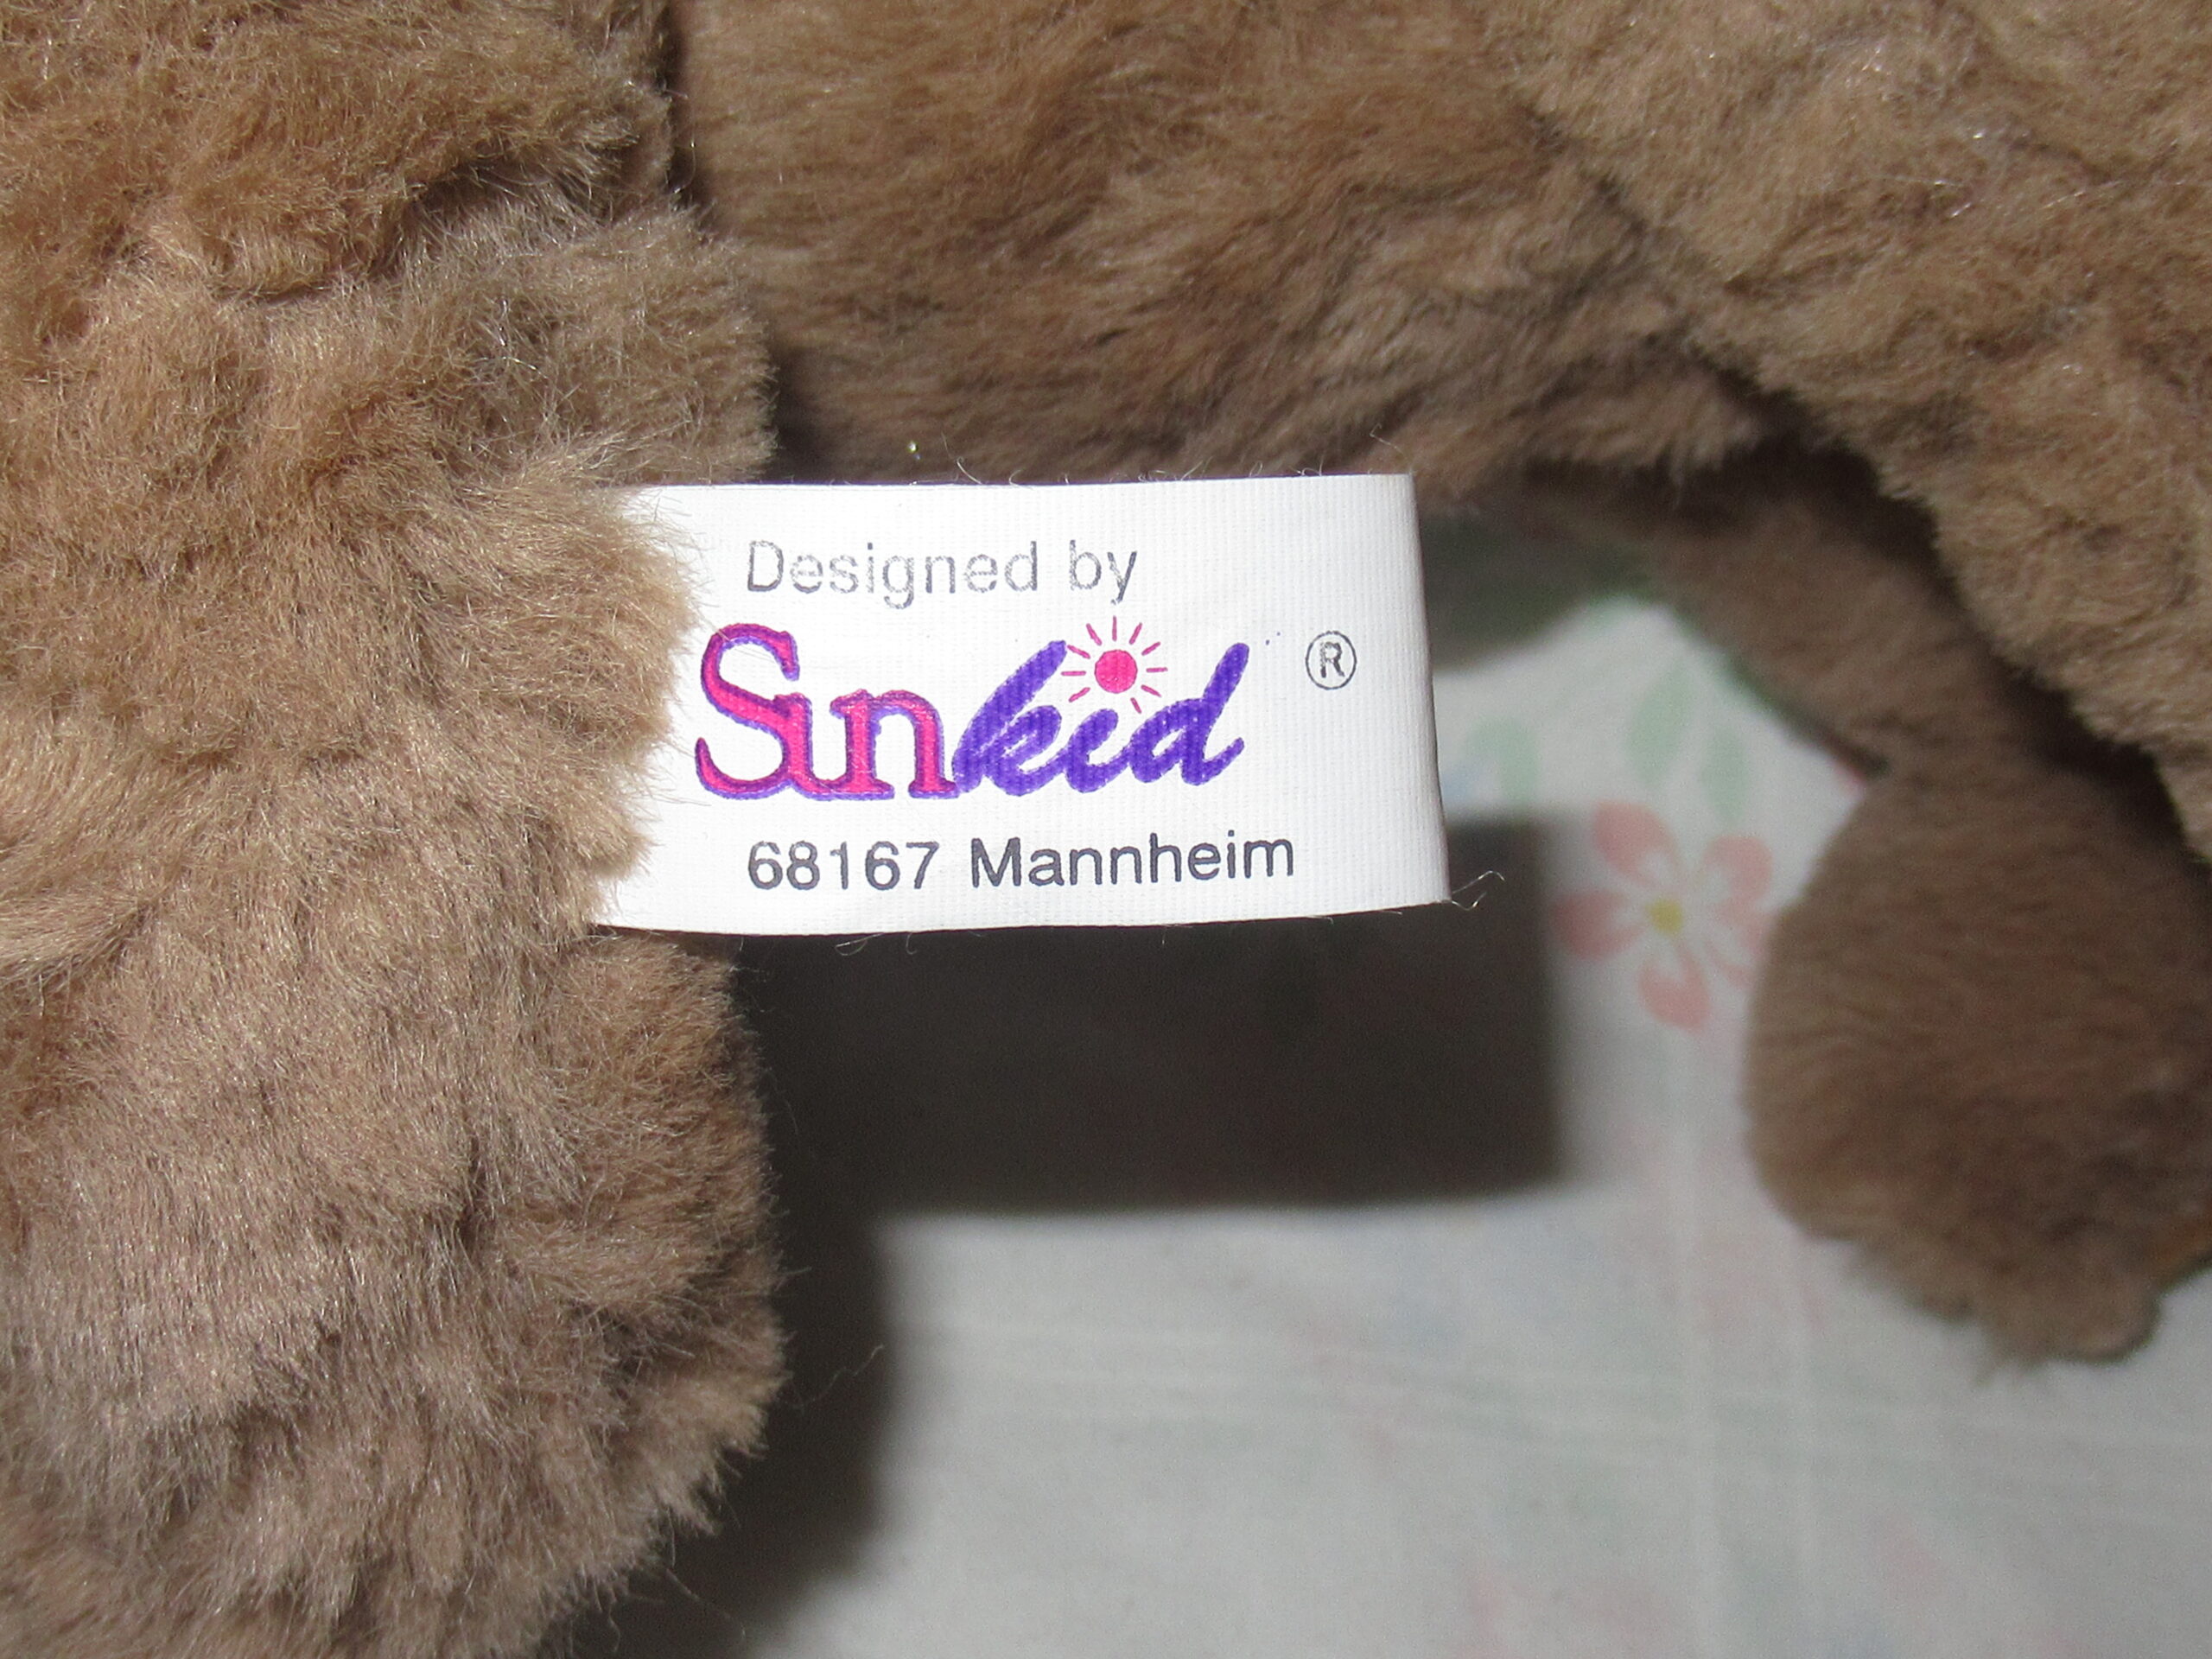 Designed by
Sunkid ®
68167 Mannheim